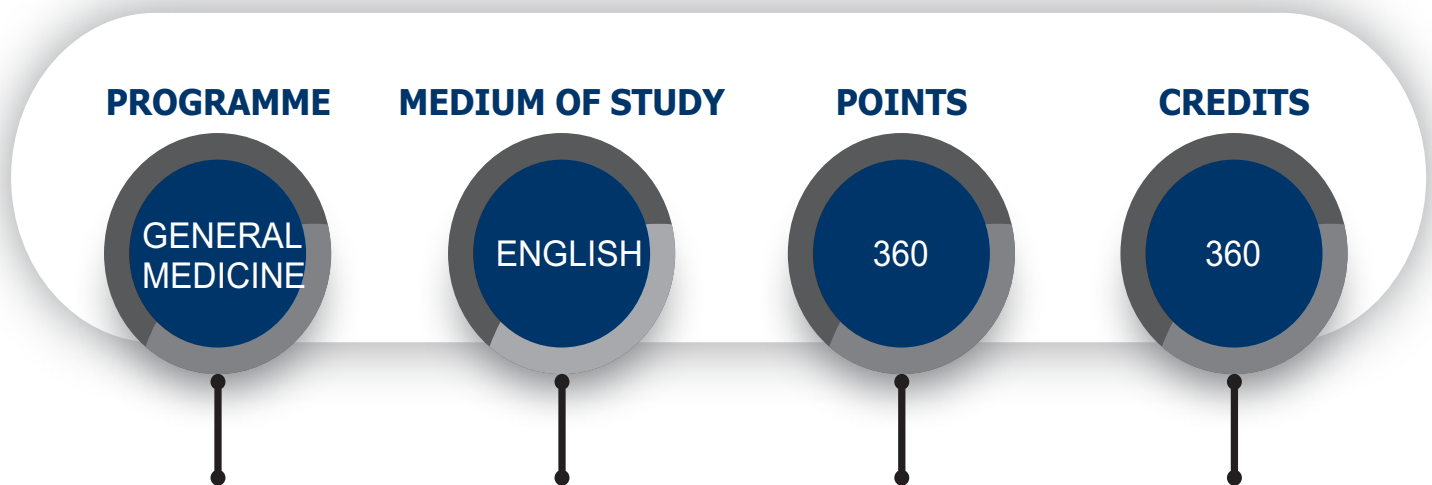 PROGRAMME
MEDIUM OF STUDY
POINTS
CREDITS
GENERAL
MEDICINE
ENGLISH
360
360